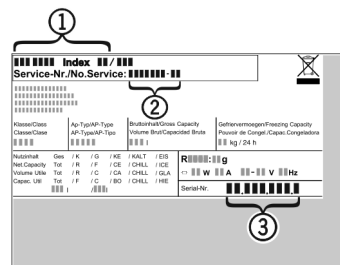 1
Index /
Service-Nr./No.Service: -
2
Klasse/Class Ap-Typ/AP-Type Bruttoinhalt/Gross Capacity Gefriervermoegen/Freezing Capacity
Classe/Clase AP-Type/AP-Tipo Volume Brut/Capacidad Bruta Pouvoir de Congel./Capac.Congeladora
l kg / 24 h
Nutzinhalt Ges / K / G / KE / KALT / EIS
Net.Capacity Tot / R / F / CE / CHILL / ICE
Volume Utile Tot / R / C / CA / CHILL / GLA
Capac. Util Tot / F / C / BO / CHILL / HIE
l / l
R : g
W A - V Hz
Serial-Nr. . . .
3